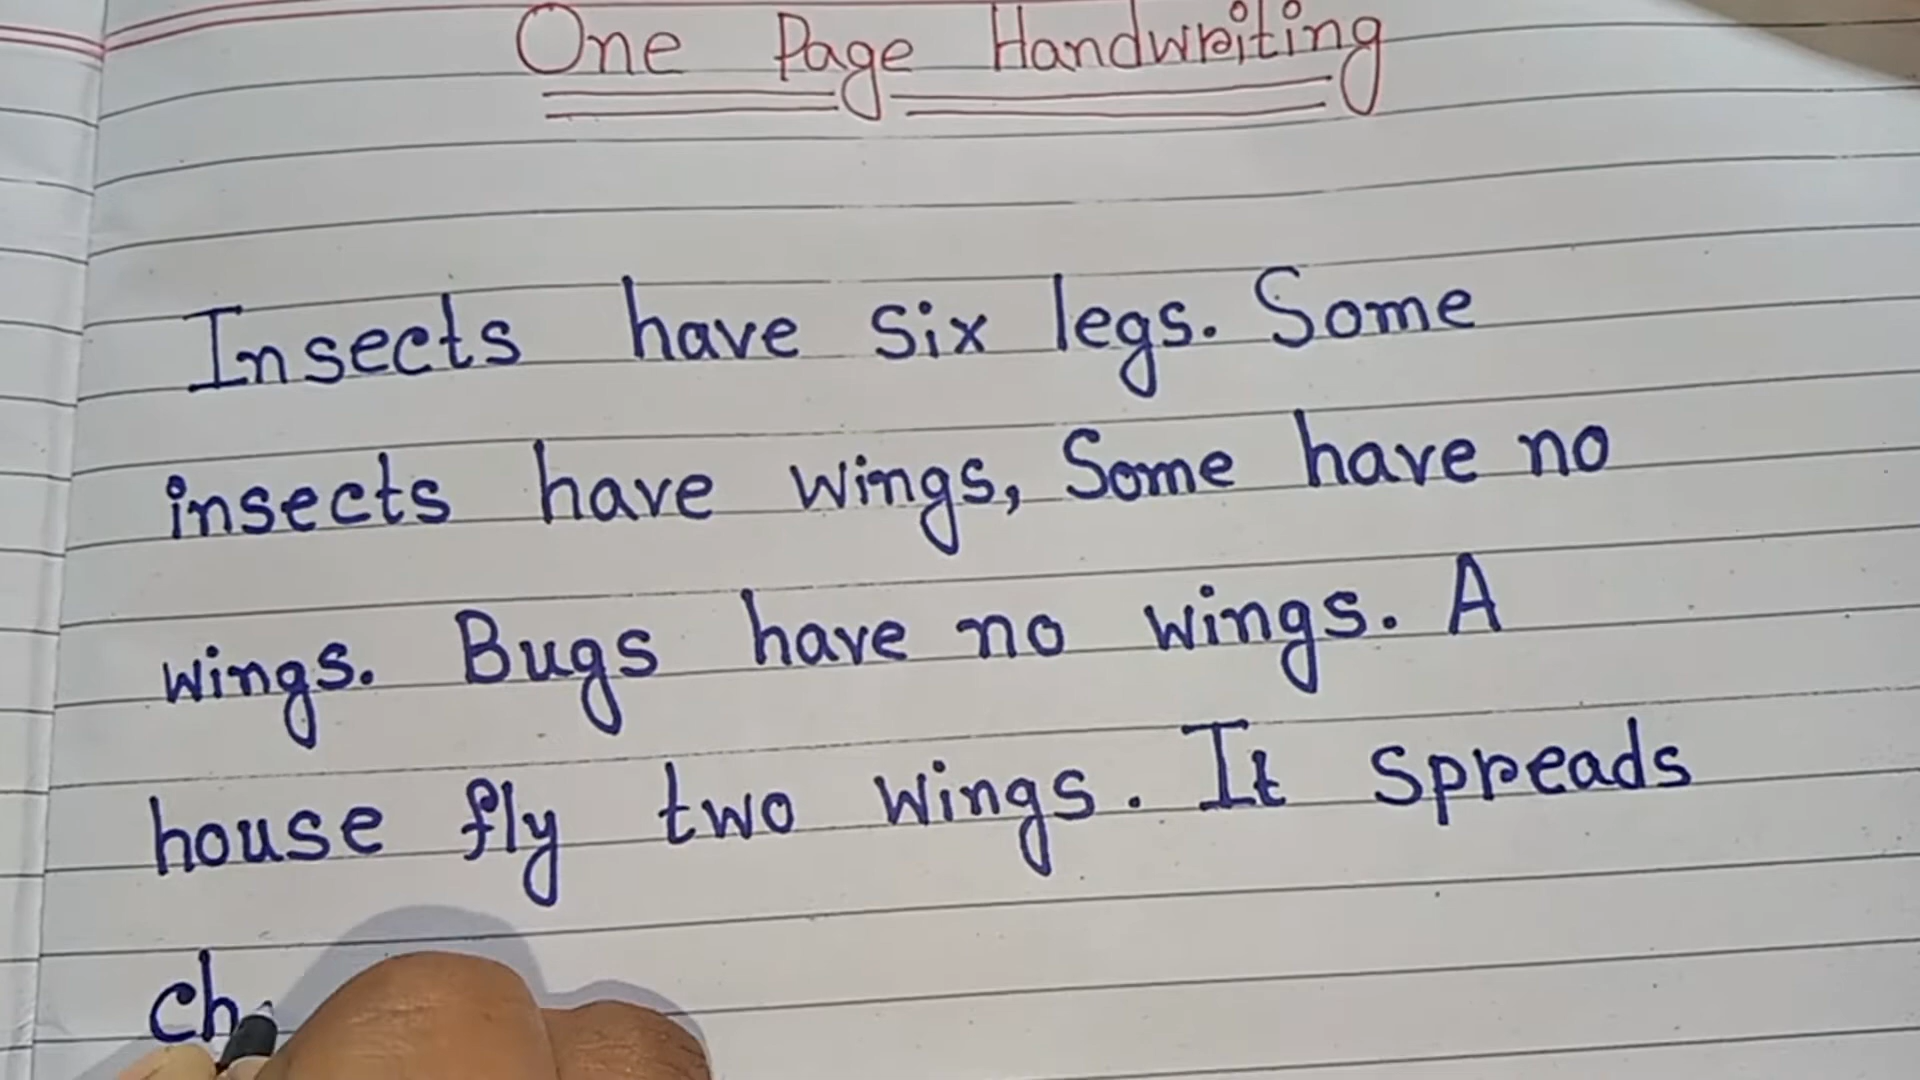 One Page Handwriting
Insects have six legs. Some
insects have wings, Some have no
wings. Bugs have no wings. A
house fly two wings. It spreads
ch